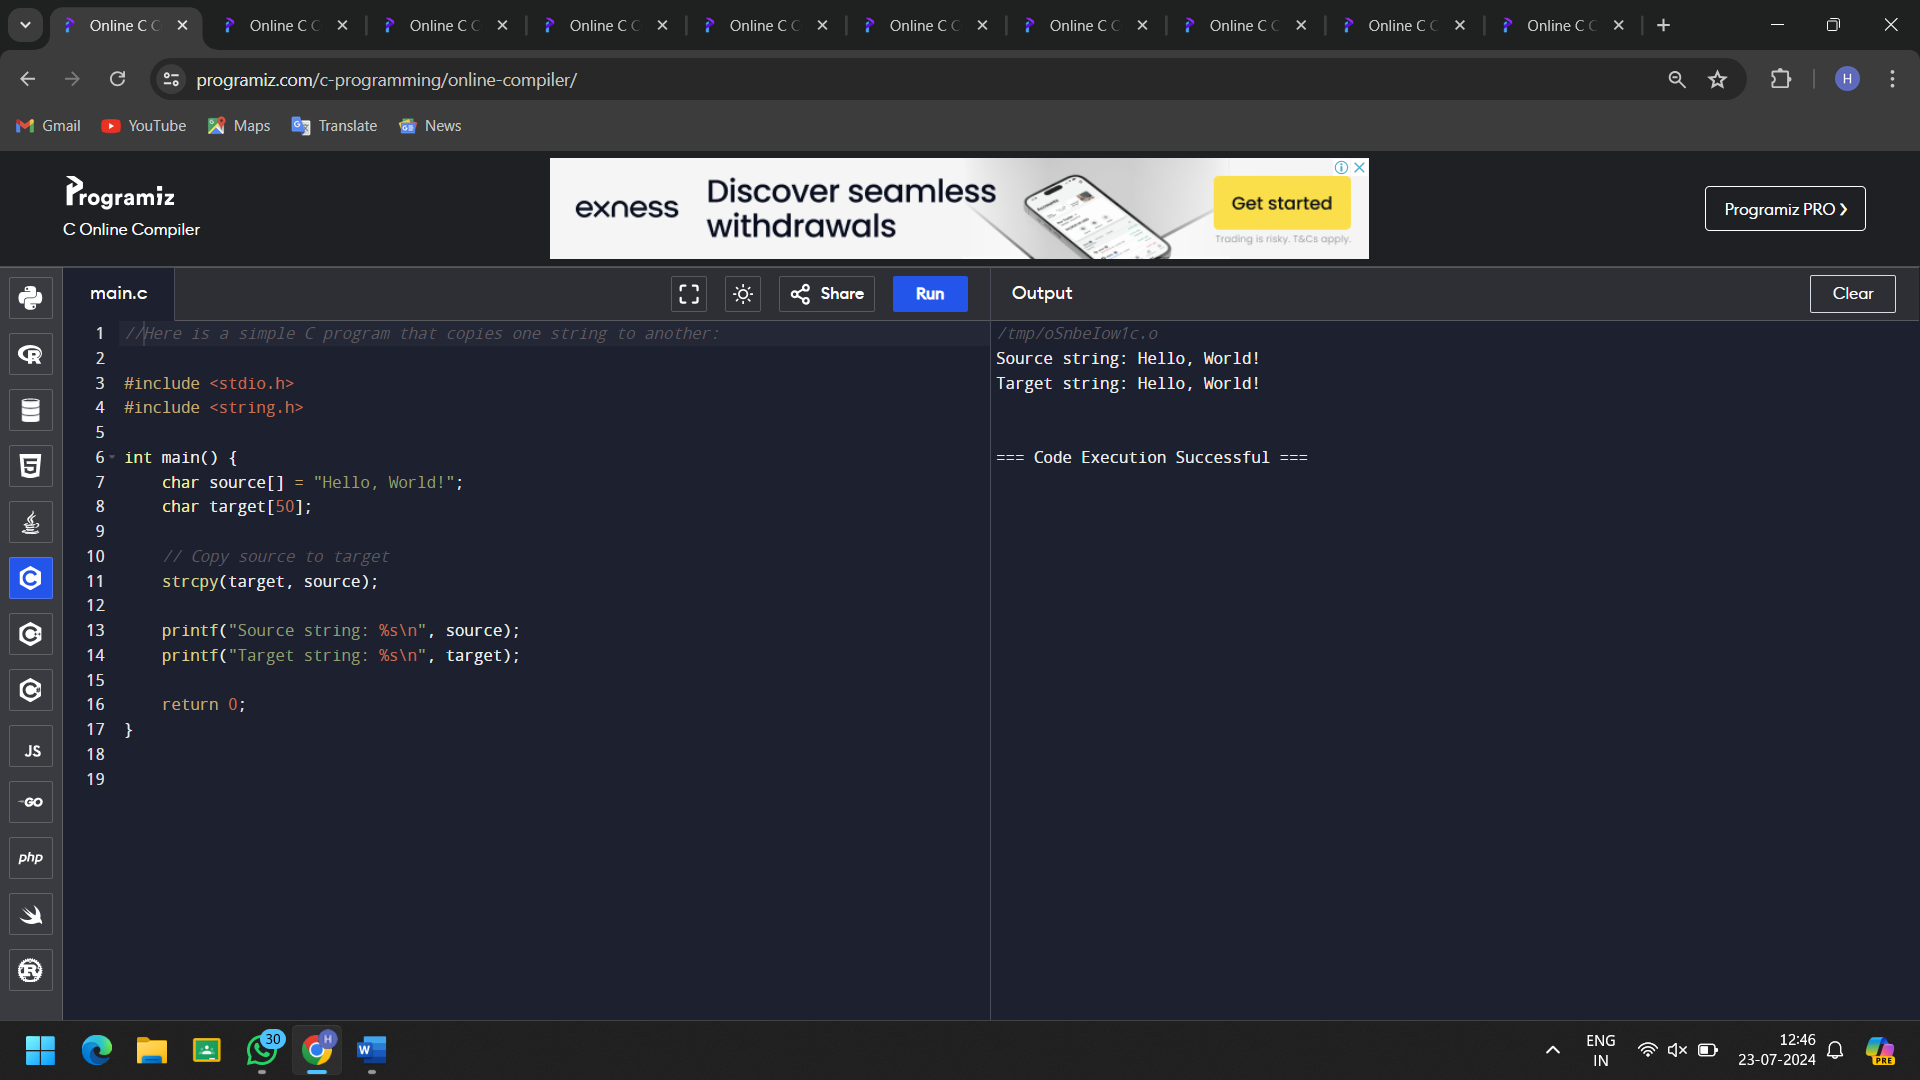 Online C C
Online C C
Online C C
Online C C
Online C C
Online C C
Online C C
Online C C
Online C C
Online C C
programiz.com/c-programming/online-compiler/
H
Gmail
YouTube
Maps
Translate
News
Programiz
C Online Compiler
exness
Discover seamless
withdrawals
Get started
Trading is risky. T&Cs apply.
Programiz PRO
main.c
Share
Run
Output
Clear
1 //Here is a simple C program that copies one string to another:
2
3 #include <stdio.h>
4 #include <string.h>
5
6 int main() {
7     char source[] = "Hello, World!";
8     char target[50];
9
10     // Copy source to target
11     strcpy(target, source);
12
13     printf("Source string: %s\n", source);
14     printf("Target string: %s\n", target);
15
16     return 0;
17 }
18
19
/tmp/oSnbeIow1c.o
Source string: Hello, World!
Target string: Hello, World!
=== Code Execution Successful ===
R
5
C
C
C
JS
GO
php
R
30
H
W
ENG
IN
12:46
23-07-2024
PRE